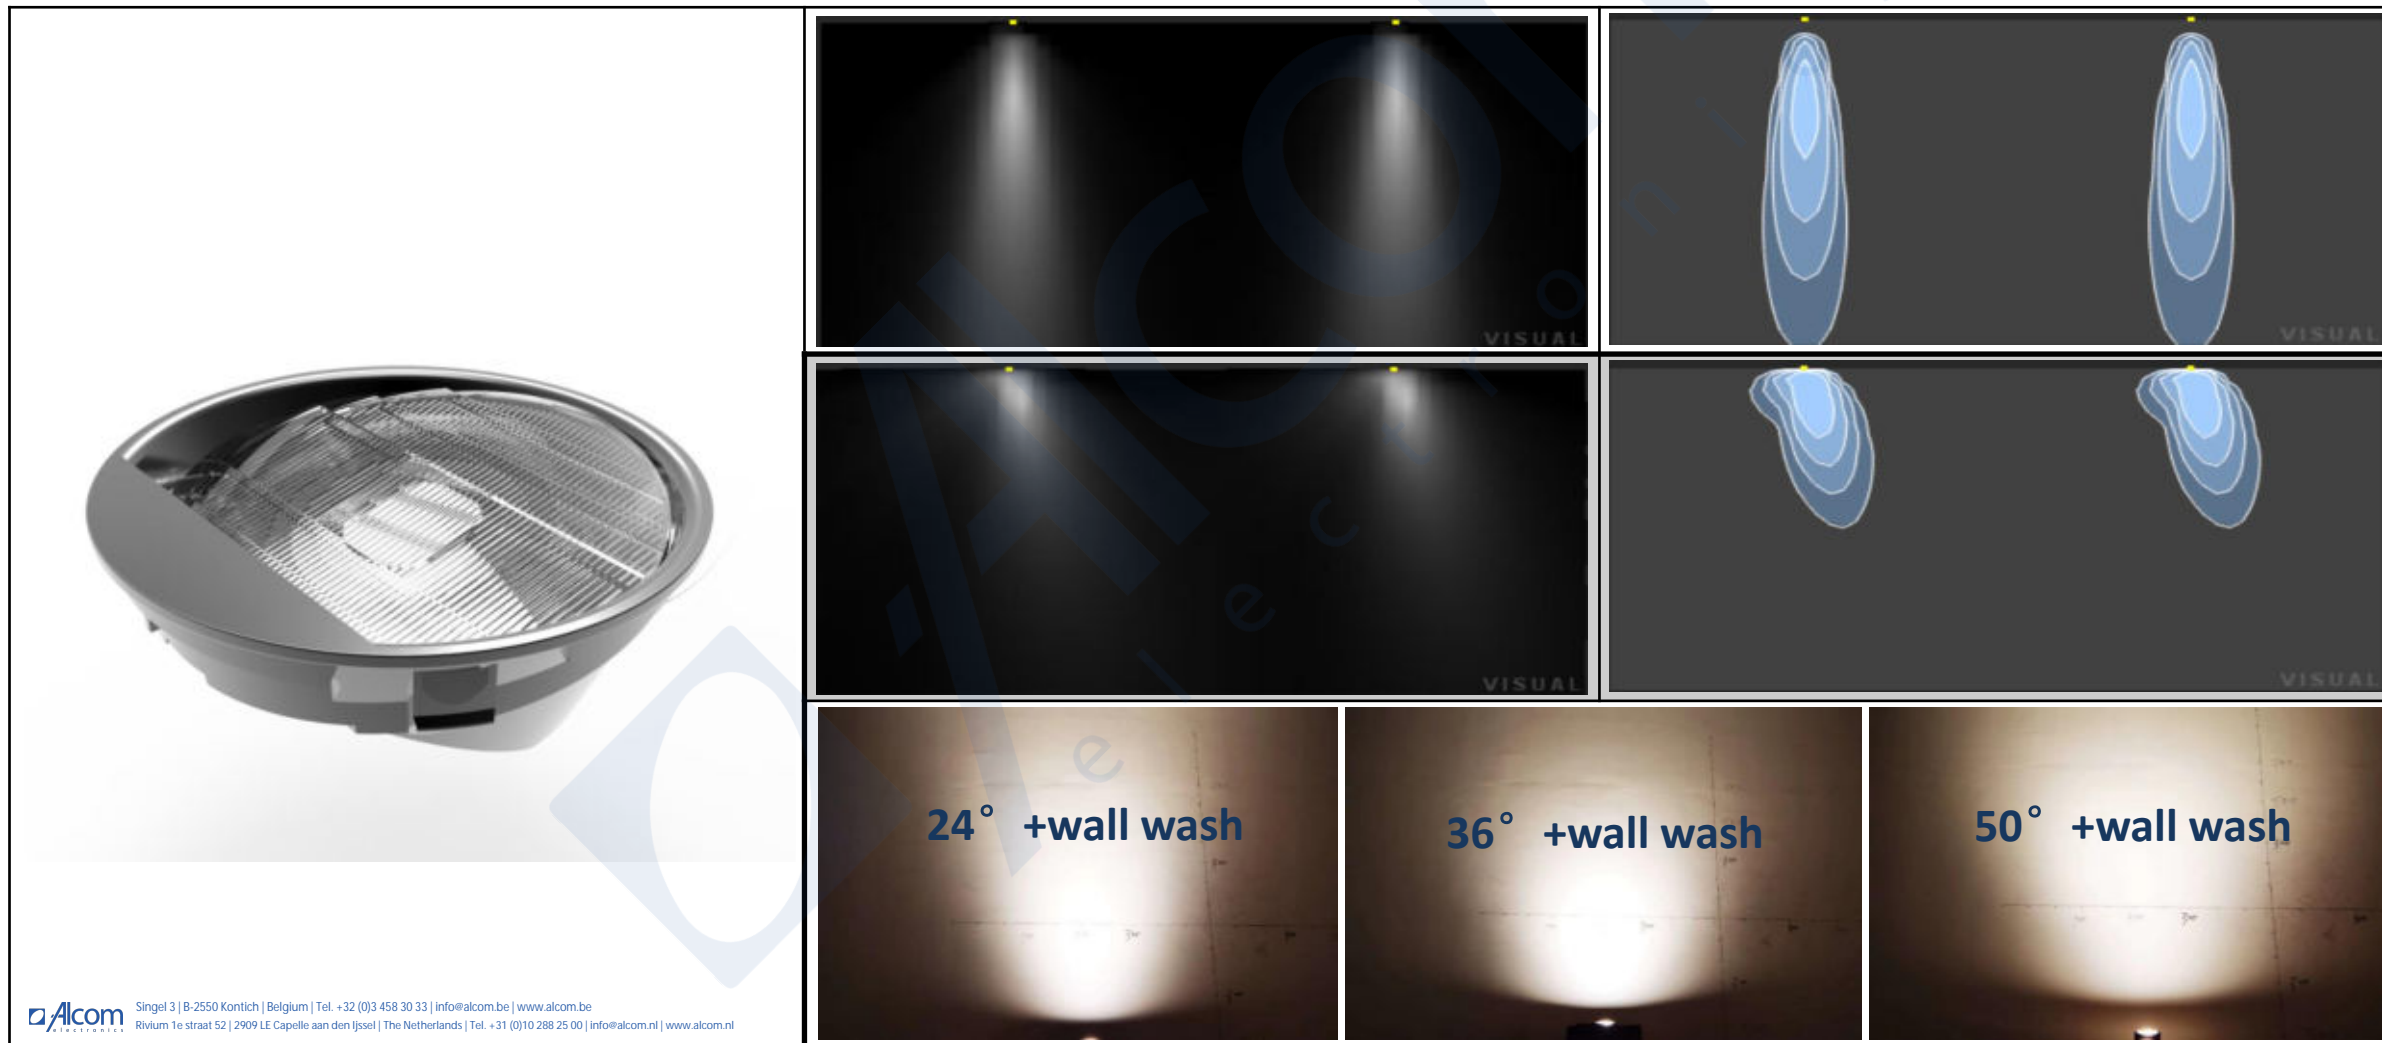 VISUAL
VISUAL
VISUAL
VISUAL
24° +wall wash
36° +wall wash
50° +wall wash
Alcom
electronics
Singel 3 | B-2550 Kontich | Belgium | Tel. +32 (0)3 458 30 33 | info@alcom.be | www.alcom.be
Rivium 1e straat 52 | 2909 LE Capelle aan den Ijssel | The Netherlands | Tel. +31 (0)10 288 25 00 | info@alcom.nl | www.alcom.nl